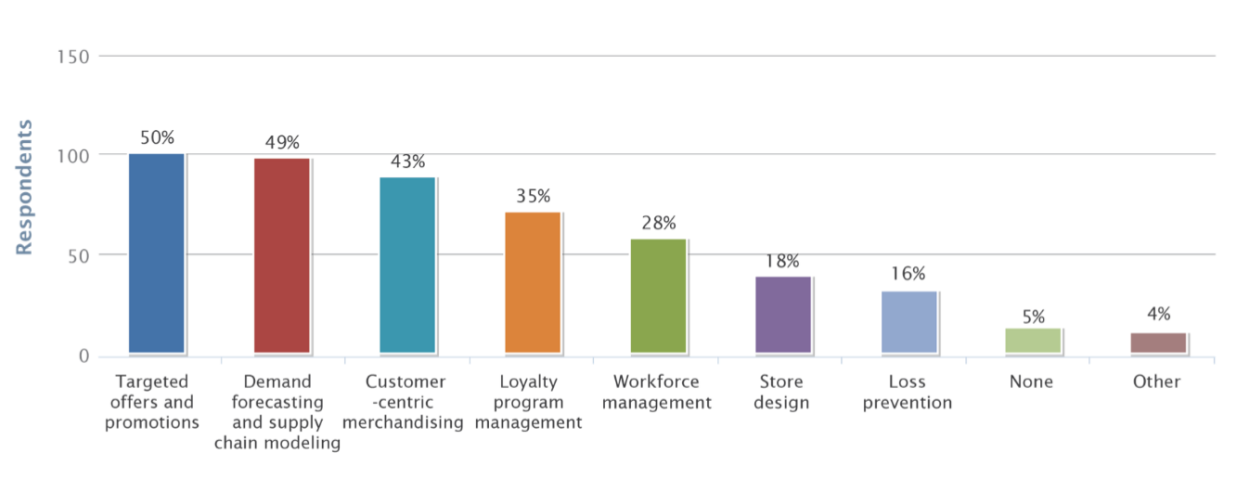 150
100
50
0
Respondents
50%
49%
43%
35%
28%
18%
16%
5%
4%
Targeted
offers and
promotions
Demand
forecasting
and supply
chain modeling
Customer
-centric
merchandising
Loyalty
program
management
Workforce
management
Store
design
Loss
prevention
None
Other